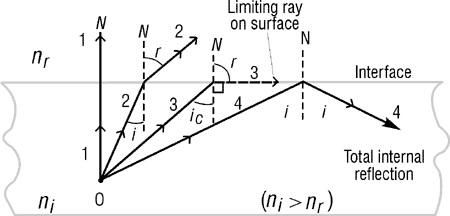 Limiting ray
on surface
N
N
N
N
1
2
r
r
n_r
3
Interface
2
3
4
i
i_c
i
i
4
1
Total internal
reflection
0
n_i
(n_i > n_r)